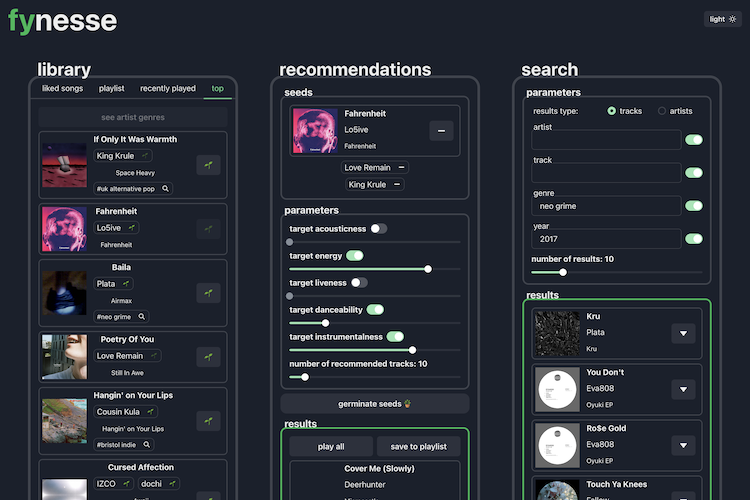 fynesse
light
library
liked songs playlist recently played top
see artist genres
If Only It Was Warmth
King Krule
Space Heavy
#uk alternative pop
Fahrenheit
Lo5ive
Fahrenheit
Baila
Plata
Airmax
#neo grime
Poetry Of You
Love Remain
Still In Awe
Hangin' on Your Lips
Cousin Kula
Hangin' on Your Lips
#bristol indie
Cursed Affection
IZCO dochi
recommendations
seeds
Fahrenheit
Lo5ive
Fahrenheit
Love Remain
King Krule
parameters
target acousticness
target energy
target liveness
target danceability
target instrumentalness
number of recommended tracks: 10
germinate seeds
results
play all save to playlist
Cover Me (Slowly)
Deerhunter
search
parameters
results type: tracks artists
artist
track
genre
neo grime
year
2017
number of results: 10
results
Kru
Plata
Kru
You Don't
Eva808
Oyuki EP
Ro$e Gold
Eva808
Oyuki EP
Touch Ya Knees